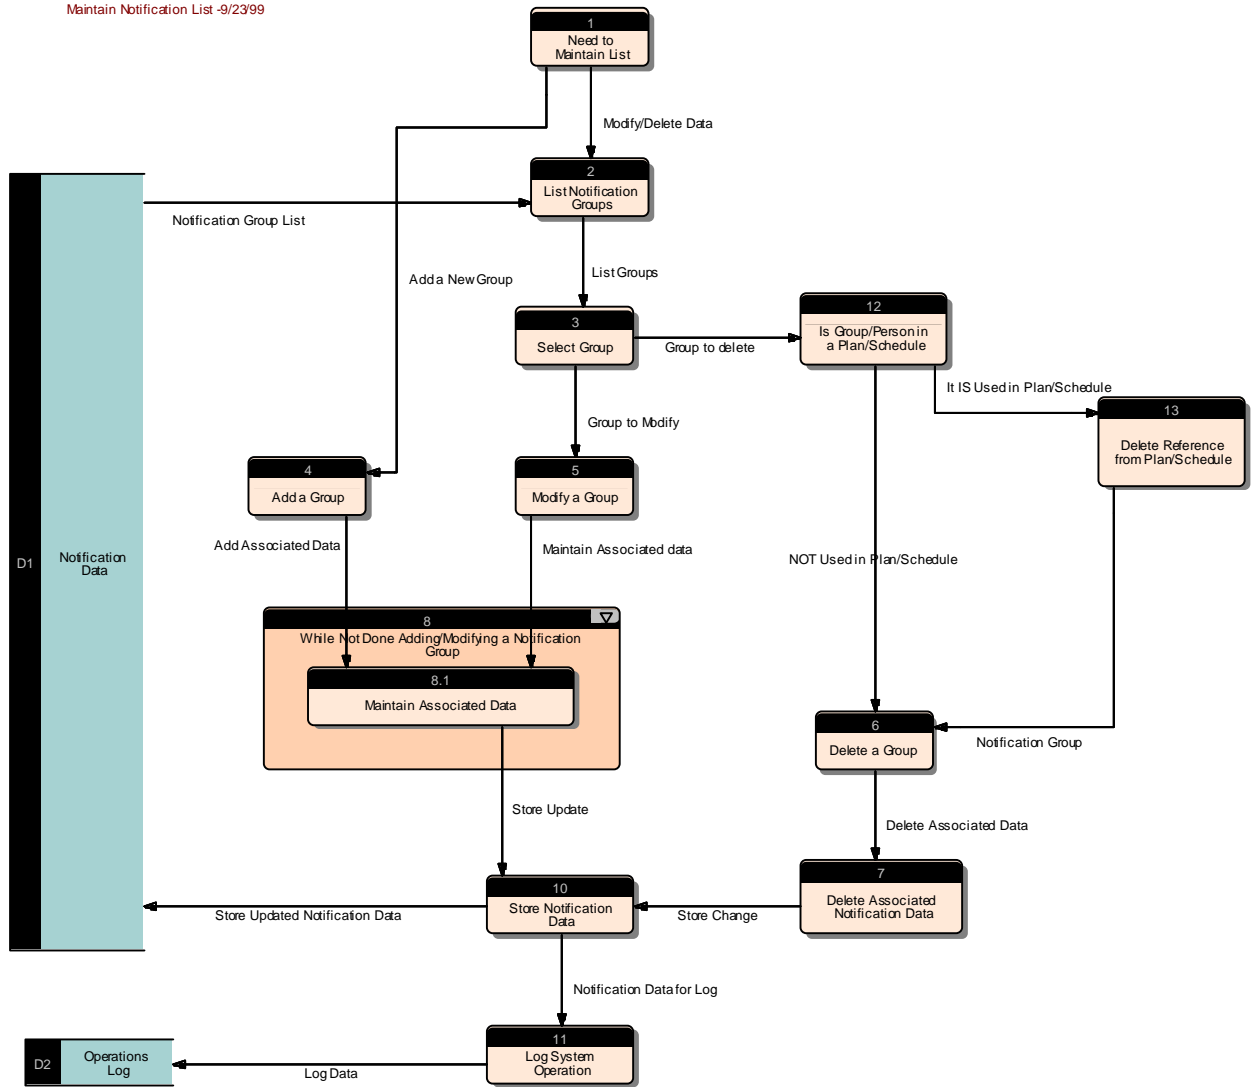 Maintain Notification List -9/23/99
1
Need to
Maintain List
Modify/Delete Data
2
List Notification
Groups
Notification Group List
Add a New Group
List Groups
3
Select Group
Group to delete
12
Is Group/Person in
a Plan/Schedule
It IS Used in Plan/Schedule
13
Delete Reference
from Plan/Schedule
Group to Modify
4
Add a Group
5
Modify a Group
Add Associated Data
Maintain Associated data
NOT Used in Plan/Schedule
D1
Notification
Data
8
While Not Done Adding/Modifying a Notification
Group
8.1
Maintain Associated Data
6
Delete a Group
Notification Group
Store Update
Delete Associated Data
7
Delete Associated
Notification Data
10
Store Notification
Data
Store Updated Notification Data
Store Change
Notification Data for Log
11
Log System
Operation
D2
Operations
Log
Log Data